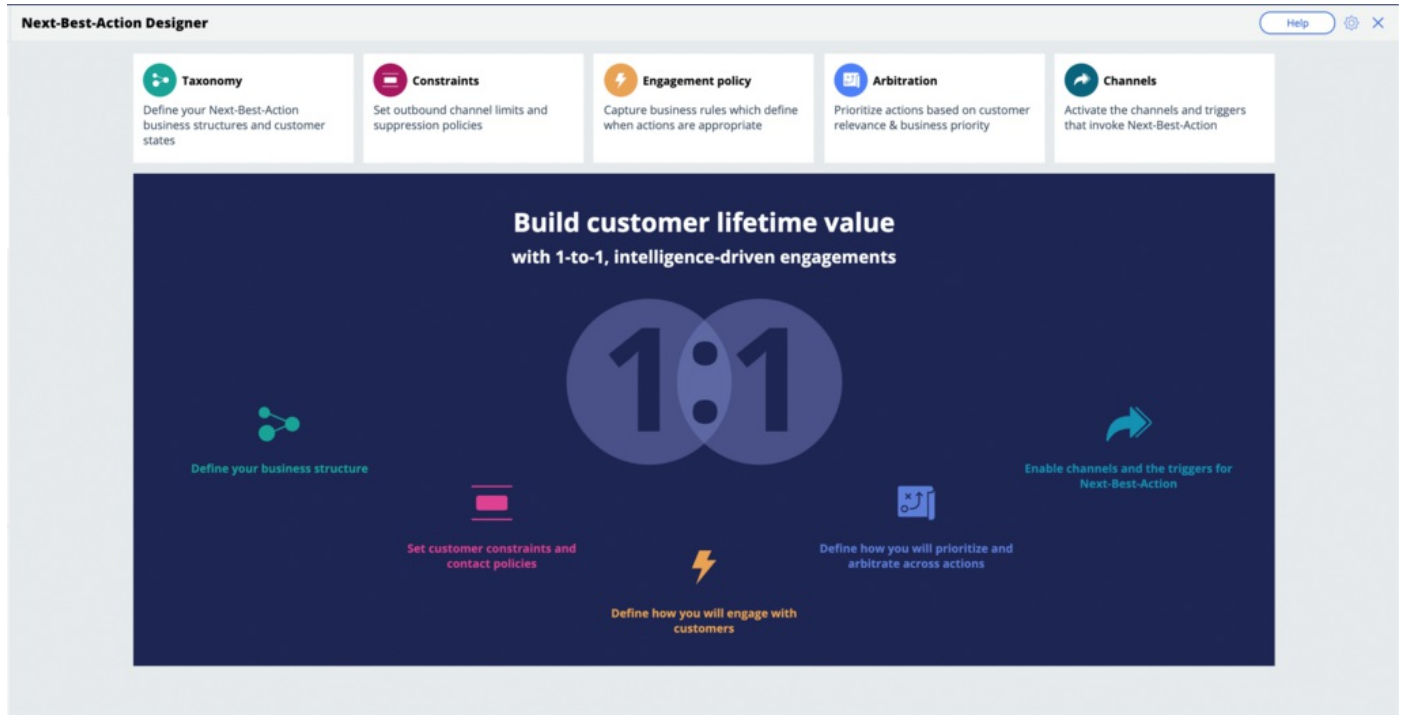 Next-Best-Action Designer
Help
Taxonomy
Define your Next-Best-Action
business structures and customer
states
Constraints
Set outbound channel limits and
suppression policies
Engagement policy
Capture business rules which define
when actions are appropriate
Arbitration
Prioritize actions based on customer
relevance & business priority
Channels
Activate the channels and triggers
that invoke Next-Best-Action
Build customer lifetime value
with 1-to-1, intelligence-driven engagements
1:1
Define your business structure
Set customer constraints and
contact policies
Define how you will engage with
customers
Define how you will prioritize and
arbitrate across actions
Enable channels and the triggers for
Next-Best-Action